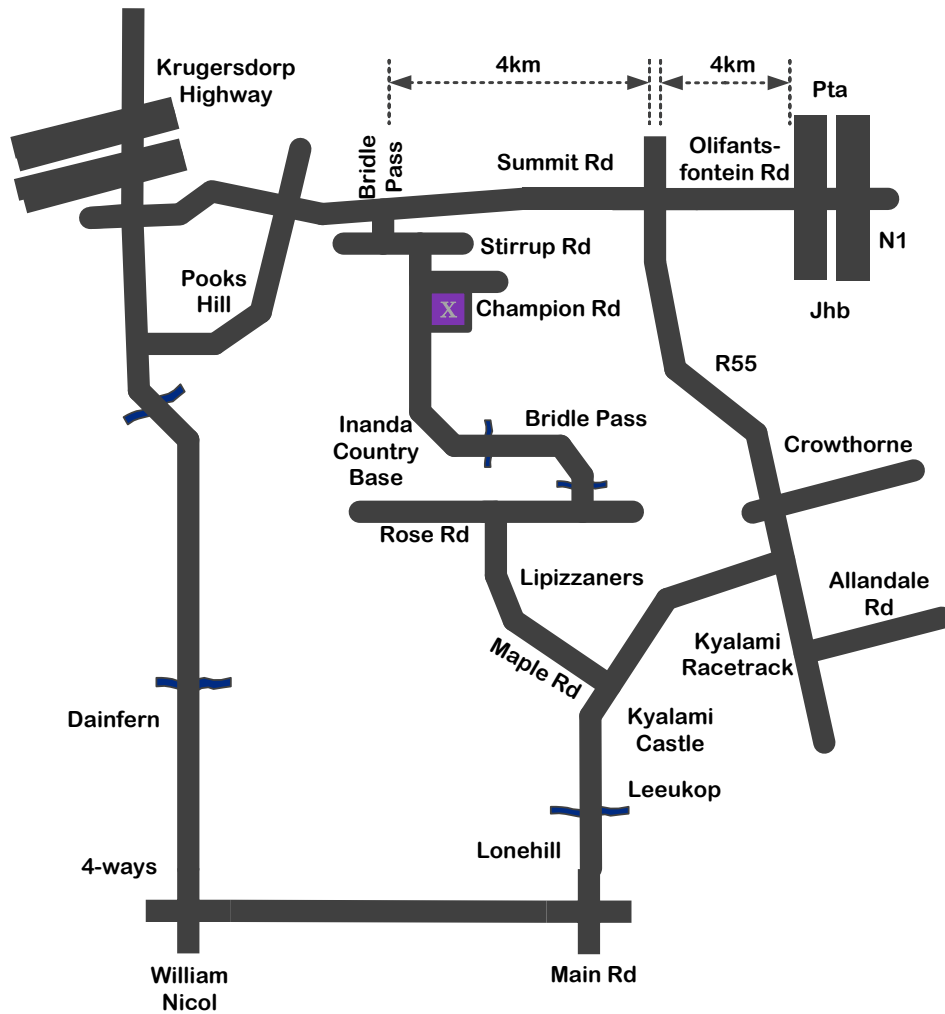 4km
4km
Krugersdorp
Highway
Pta
Bridle
Pass
Summit Rd
Olifants-
fontein Rd
Stirrup Rd
N1
Pooks
Hill
X
Champion Rd
Jhb
R55
Inanda
Country
Base
Bridle Pass
Crowthorne
Rose Rd
Lipizzaners
Allandale
Rd
Maple Rd
Kyalami
Racetrack
Dainfern
Kyalami
Castle
Leeukop
Lonehill
4-ways
William
Nicol
Main Rd